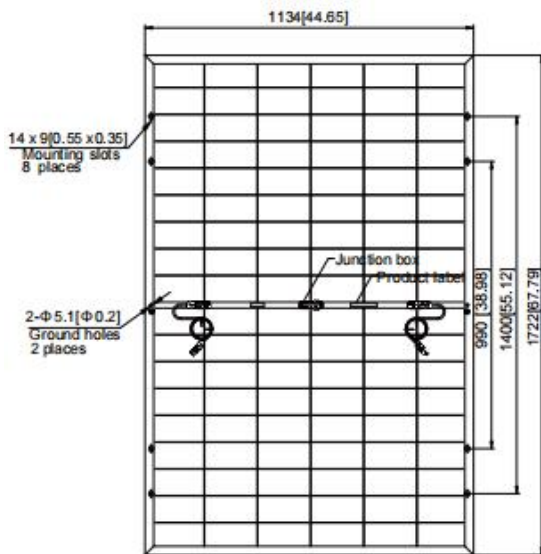 1134[44.65]
14 x 9[0.55 x0.35]
Mounting slots
8 places
Junction box
Product label
2-Φ5.1[Φ0.2]
Ground holes
2 places
990 [38.98]
1400[55.12]
1722[67.79]